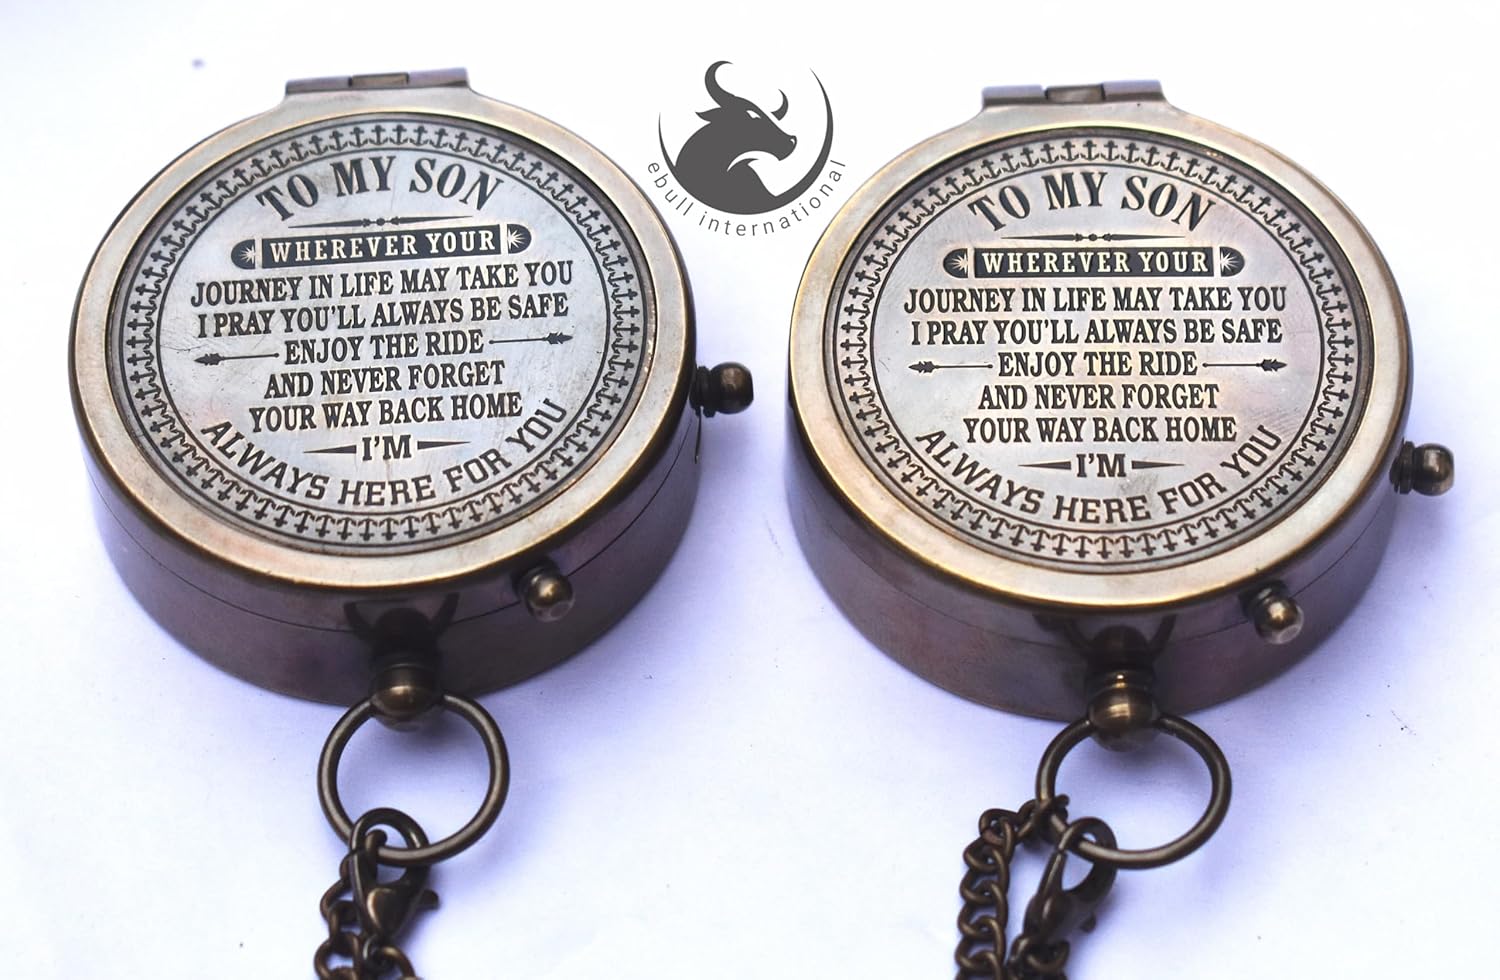 TO MY SON
WHEREVER YOUR
JOURNEY IN LIFE MAY TAKE YOU
I PRAY YOU'LL ALWAYS BE SAFE
ENJOY THE RIDE
AND NEVER FORGET
YOUR WAY BACK HOME
I'M
ALWAYS HERE FOR YOU
ebull international
TO MY SON
WHEREVER YOUR
JOURNEY IN LIFE MAY TAKE YOU
I PRAY YOU'LL ALWAYS BE SAFE
ENJOY THE RIDE
AND NEVER FORGET
YOUR WAY BACK HOME
I'M
ALWAYS HERE FOR YOU